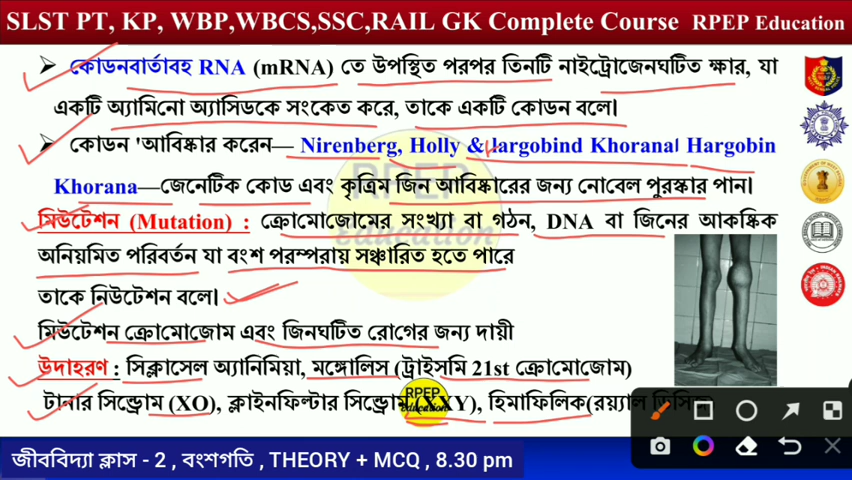 SLST PT, KP, WBP,WBCS,SSC,RAIL GK Complete Course RPEP Education
➢ কোডনবার্তাবহ RNA (mRNA) তে উপস্থিত পরপর তিনটি নাইট্রোজেনঘটিত ক্ষার, যা
একটি অ্যামিনো অ্যাসিডকে সংকেত করে, তাকে একটি কোডন বলে।
➢ কোডন 'আবিষ্কার করেন— Nirenberg, Holly & Hargobind Khorana। Hargobin
Khorana—জেনেটিক কোড এবং কৃত্রিম জিন আবিষ্কারের জন্য নোবেল পুরস্কার পান।
মিউটেশন (Mutation) : ক্রোমোজোমের সংখ্যা বা গঠন, DNA বা জিনের আকষ্কিক
অনিয়মিত পরিবর্তন যা বংশ পরম্পরায় সঞ্চারিত হতে পারে
তাকে নিউটেশন বলে।
মিউটেশন ক্রোমোজোম এবং জিনঘটিত রোগের জন্য দায়ী
উদাহরণ : সিক্লাসেল অ্যানিমিয়া, মঙ্গোলিস (ট্রাইসমি 21st ক্রোমোজোম)
টার্নার সিন্ড্রোম (XO), ক্লাইনফিল্টার সিন্ড্রোম (XXY), হিমাফিলিক(রয়্যাল ডিসিজ)
RPEP
Education
জীববিদ্যা ক্লাস - 2 , বংশগতি , THEORY + MCQ , 8.30 pm